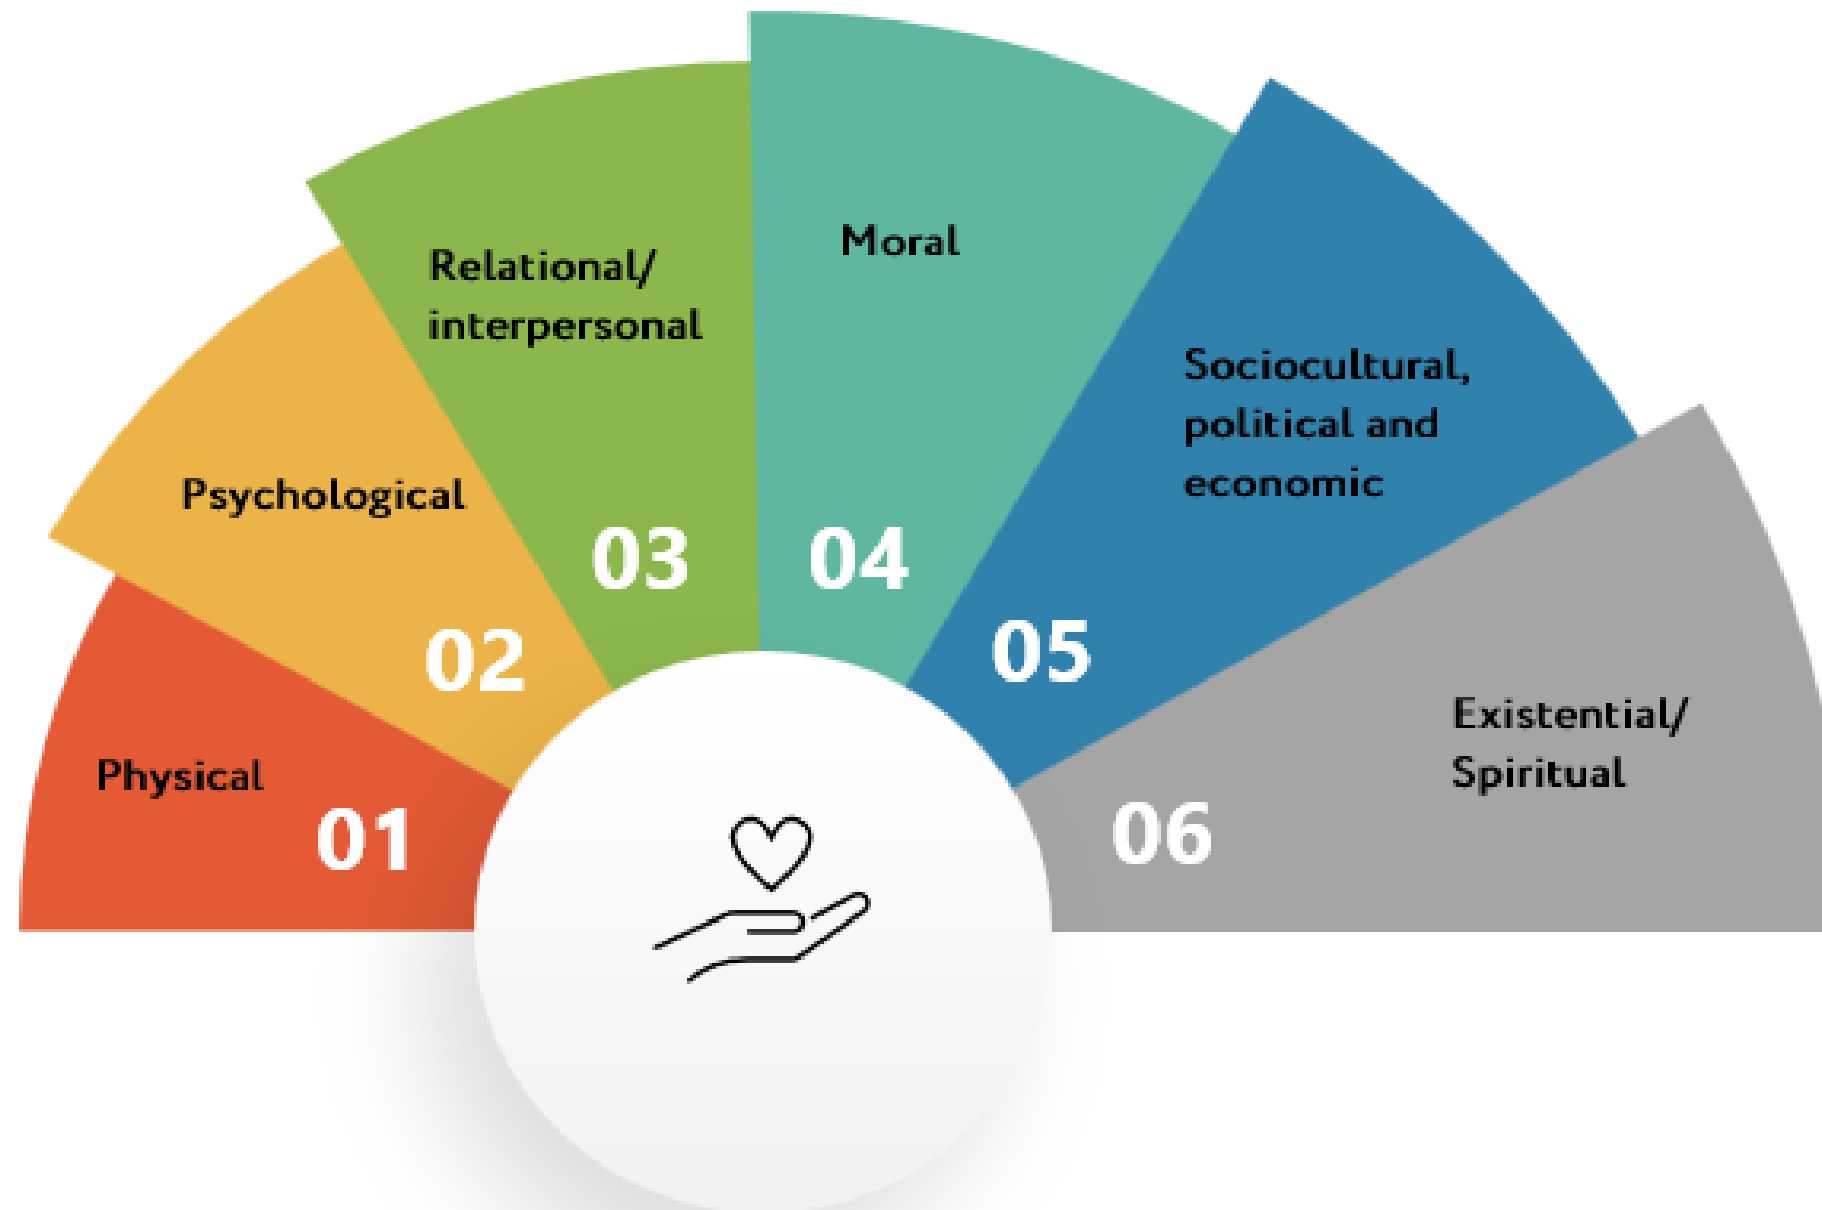 Physical
01
Psychological
02
Relational/
interpersonal
03
Moral
04
Sociocultural,
political and
economic
05
Existential/
Spiritual
06